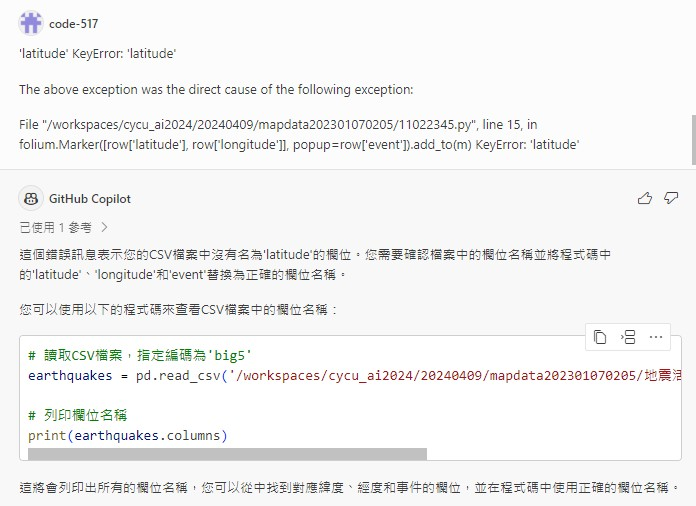 code-517
'latitude' KeyError: 'latitude'
The above exception was the direct cause of the following exception:
File "/workspaces/cycu_ai2024/20240409/mapdata202301070205/11022345.py", line 15, in
folium.Marker([row['latitude'], row['longitude']], popup=row['event']).add_to(m) KeyError: 'latitude'
GitHub Copilot
已使用 1 參考
這個錯誤訊息表示您的CSV檔案中沒有名為'latitude'的欄位。您需要確認檔案中的欄位名稱並將程式碼中
的'latitude'、'longitude'和'event'替換為正確的欄位名稱。
您可以使用以下的程式碼來查看CSV檔案中的欄位名稱：
# 讀取CSV檔案，指定編碼為'big5'
earthquakes = pd.read_csv('/workspaces/cycu_ai2024/20240409/mapdata202301070205/地震活
# 列印欄位名稱
print(earthquakes.columns)
這將會列印出所有的欄位名稱，您可以從中找到對應緯度、經度和事件的欄位，並在程式碼中使用正確的欄位名稱。